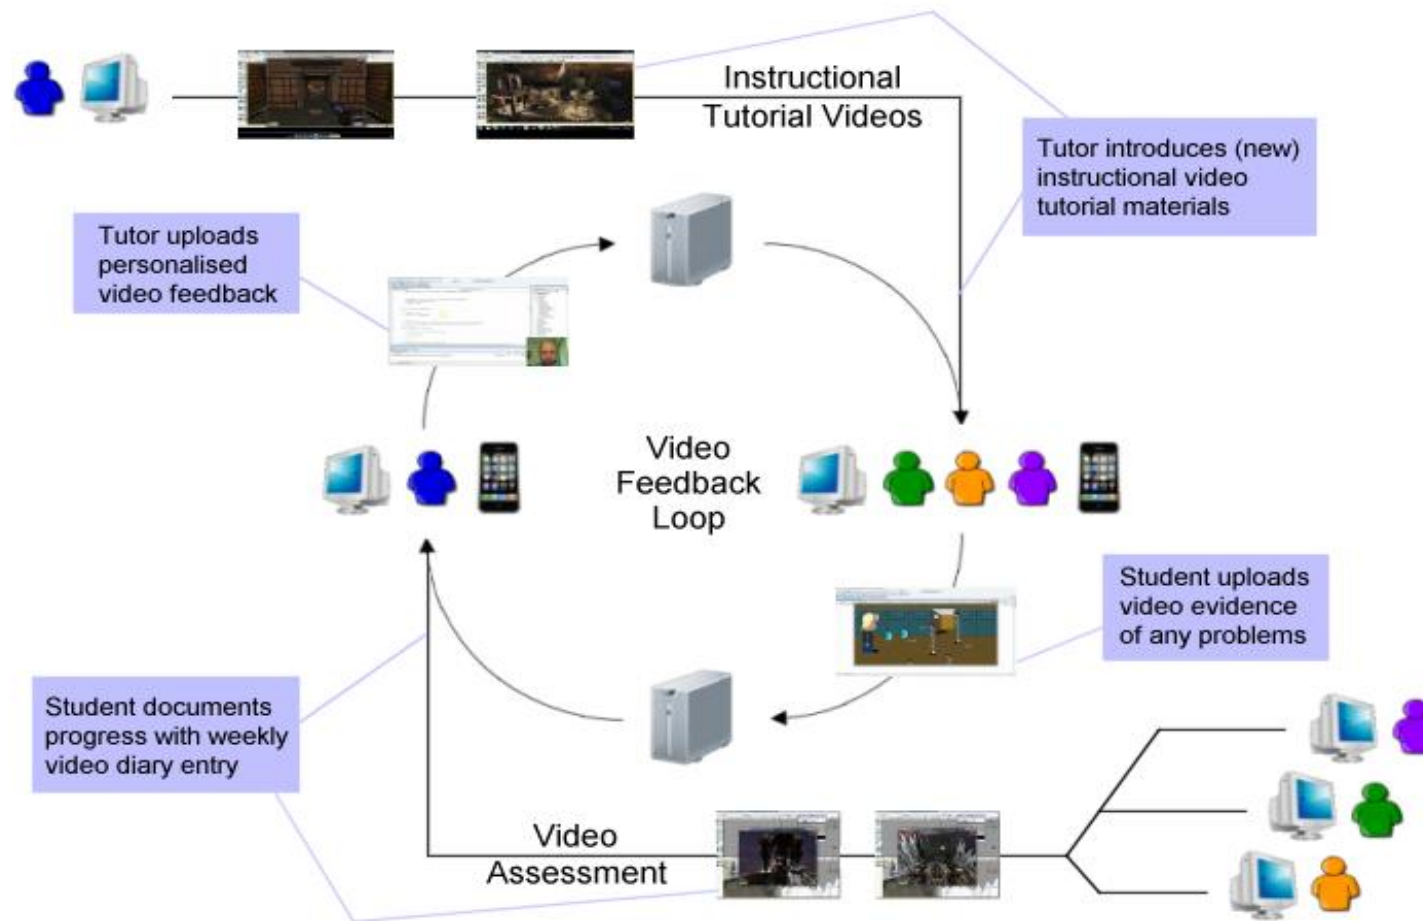 Instructional
Tutorial Videos
Tutor introduces (new)
instructional video
tutorial materials
Tutor uploads
personalised
video feedback
Video
Feedback
Loop
Student uploads
video evidence
of any problems
Student documents
progress with weekly
video diary entry
Video
Assessment